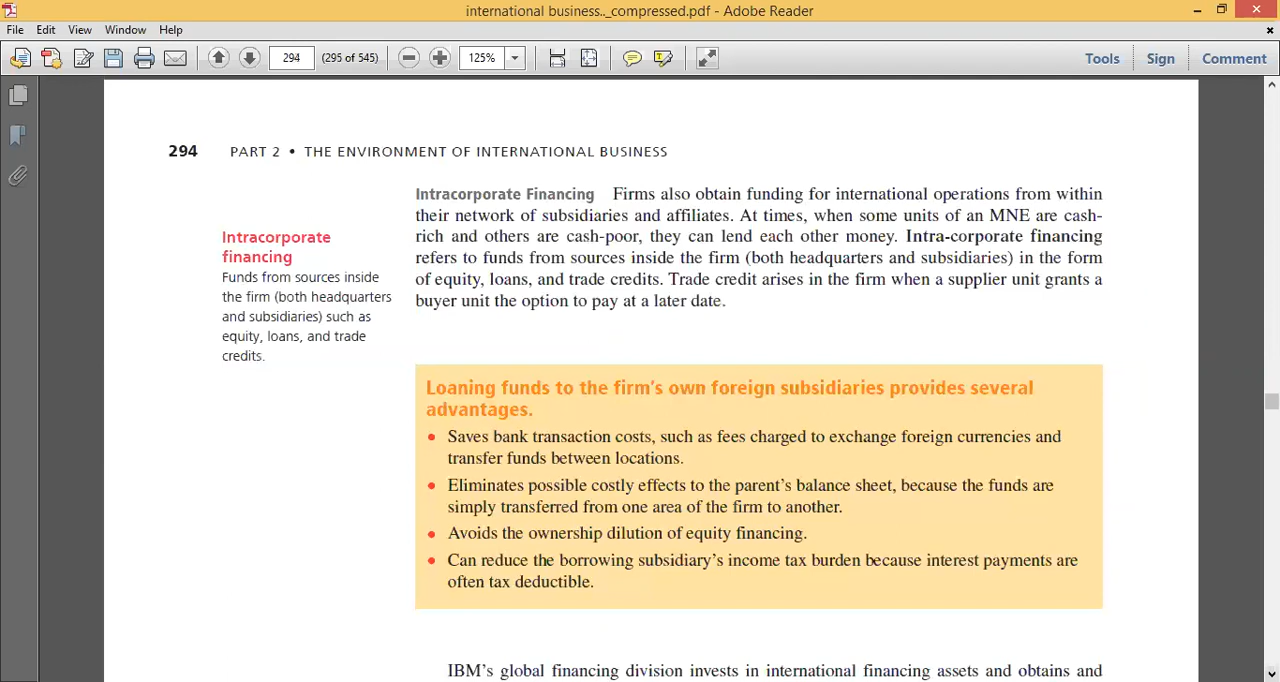 international business.._compressed.pdf - Adobe Reader
File Edit View Window Help
294 (295 of 545) 125% Tools Sign Comment
294 PART 2 • THE ENVIRONMENT OF INTERNATIONAL BUSINESS
Intracorporate
financing
Funds from sources inside
the firm (both headquarters
and subsidiaries) such as
equity, loans, and trade
credits.
Intracorporate Financing Firms also obtain funding for international operations from within
their network of subsidiaries and affiliates. At times, when some units of an MNE are cash-
rich and others are cash-poor, they can lend each other money. Intra-corporate financing
refers to funds from sources inside the firm (both headquarters and subsidiaries) in the form
of equity, loans, and trade credits. Trade credit arises in the firm when a supplier unit grants a
buyer unit the option to pay at a later date.
Loaning funds to the firm's own foreign subsidiaries provides several
advantages.
• Saves bank transaction costs, such as fees charged to exchange foreign currencies and
transfer funds between locations.
• Eliminates possible costly effects to the parent's balance sheet, because the funds are
simply transferred from one area of the firm to another.
• Avoids the ownership dilution of equity financing.
• Can reduce the borrowing subsidiary's income tax burden because interest payments are
often tax deductible.
IBM's global financing division invests in international financing assets and obtains and